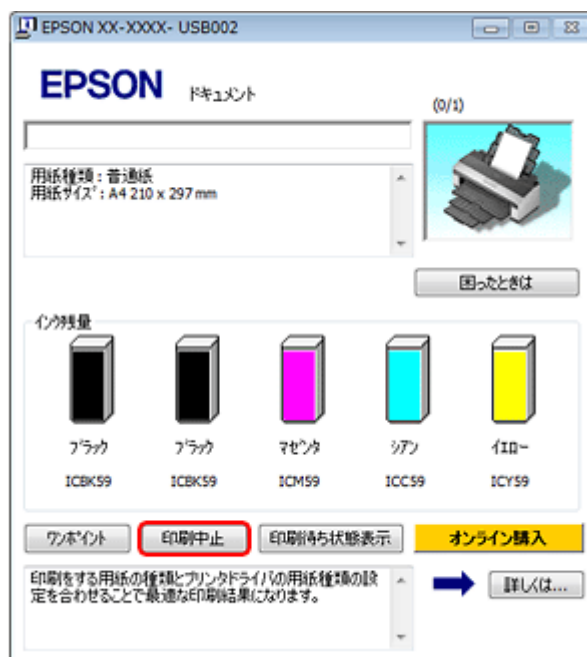 EPSON XX-XXXX- USB002
EPSON ドキュメント
(0/1)
用紙種類 : 普通紙
用紙サイズ : A4 210 x 297 mm
困ったときは
インク残量
ブラック ブラック マゼンタ シアン イエロー
ICBK59 ICBK59 ICM59 ICC59 ICY59
ワンポイント 印刷中止 印刷待ち状態表示 オンライン購入
印刷をする用紙の種類とプリンタドライバの用紙種類の設
定を合わせることで最適な印刷結果になります。
詳しくは...